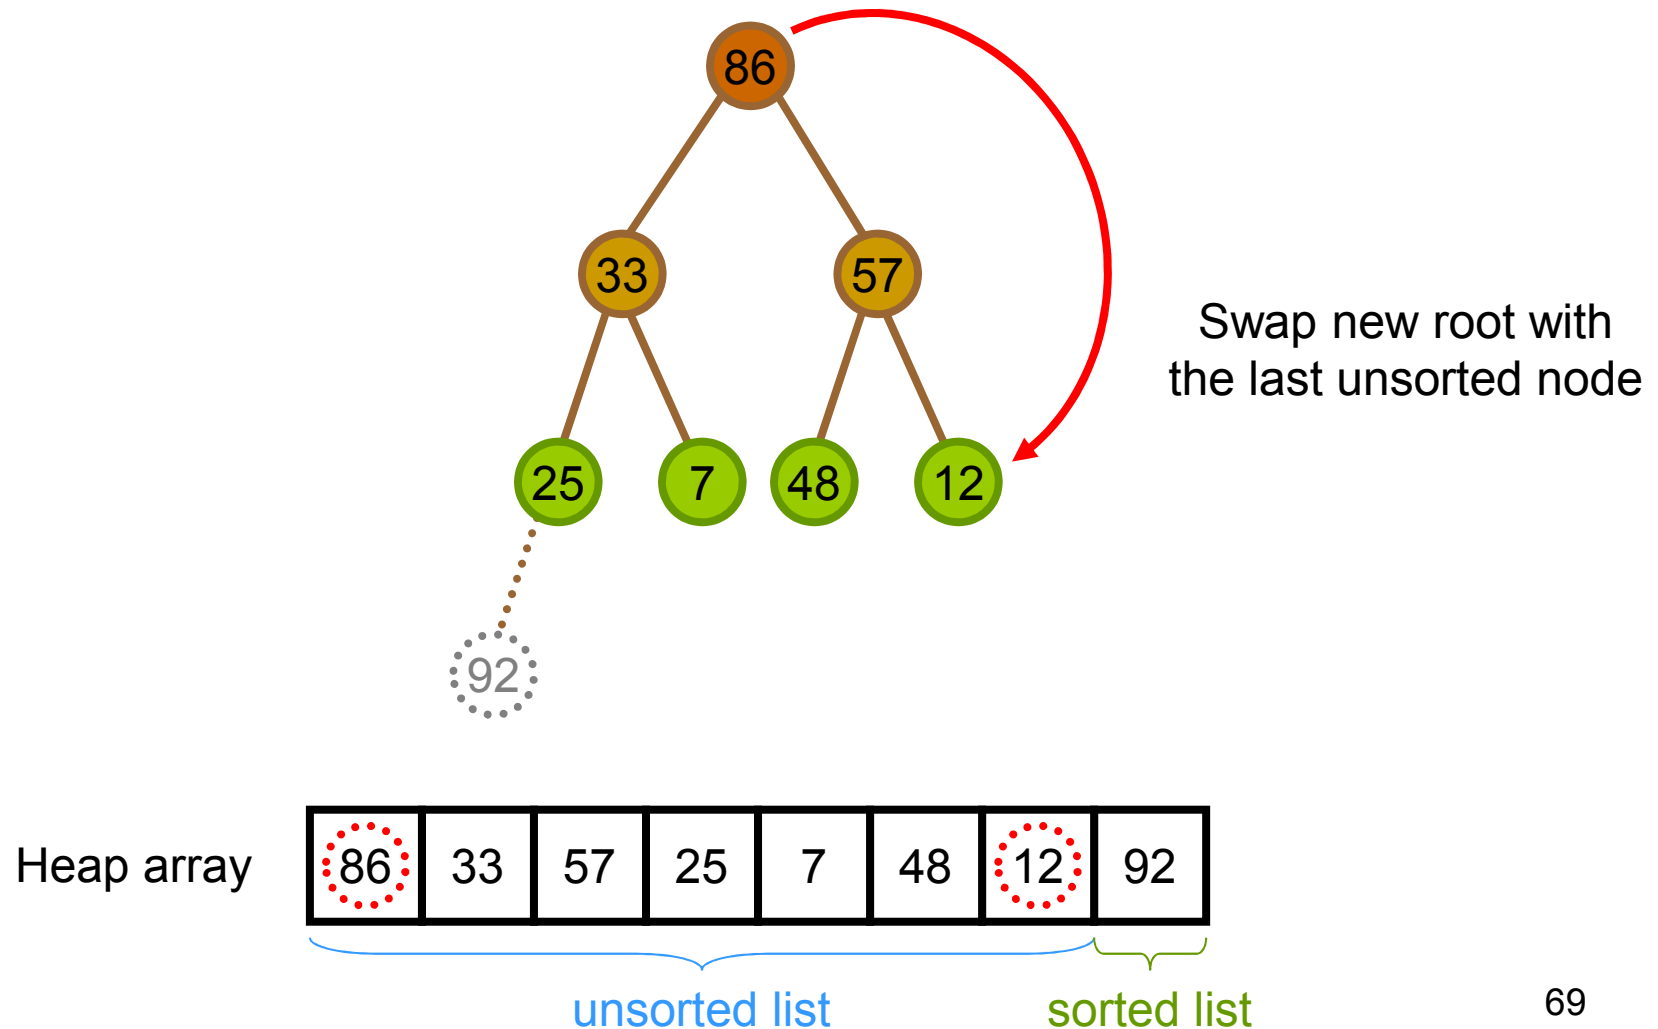 86
33 57
Swap new root with
the last unsorted node
25 7 48 12
92
Heap array 86 33 57 25 7 48 12 92
unsorted list sorted list
69